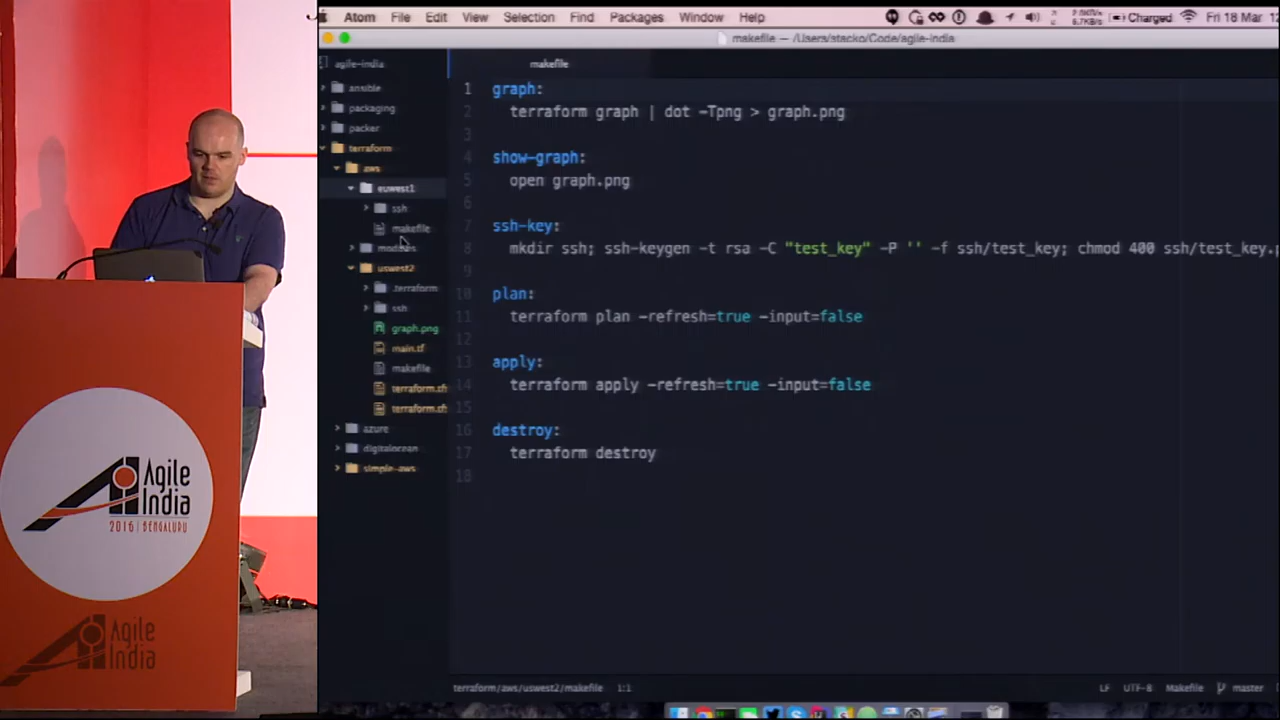 Atom File Edit View Selection Find Packages Window Help
Charged Fri 18 Mar
makefile — /Users/stacko/Code/agile-india
agile-india
makefile
ansible
packaging
packer
terraform
aws
euwest1
ssh
makefile
modules
uswest2
.terraform
ssh
graph.png
main.tf
makefile
terraform.tfs
terraform.tfs
azure
digitalocean
simple-aws
1 graph:
2 terraform graph | dot -Tpng > graph.png
3
4 show-graph:
5 open graph.png
6
7 ssh-key:
8 mkdir ssh; ssh-keygen -t rsa -C "test_key" -P '' -f ssh/test_key; chmod 400 ssh/test_key.p
9
10 plan:
11 terraform plan -refresh=true -input=false
12
13 apply:
14 terraform apply -refresh=true -input=false
15
16 destroy:
17 terraform destroy
18
terraform/aws/uswest2/makefile 1:1
LF UTF-8 Makefile master
Agile
India
2016 | BENGALURU
Agile
India